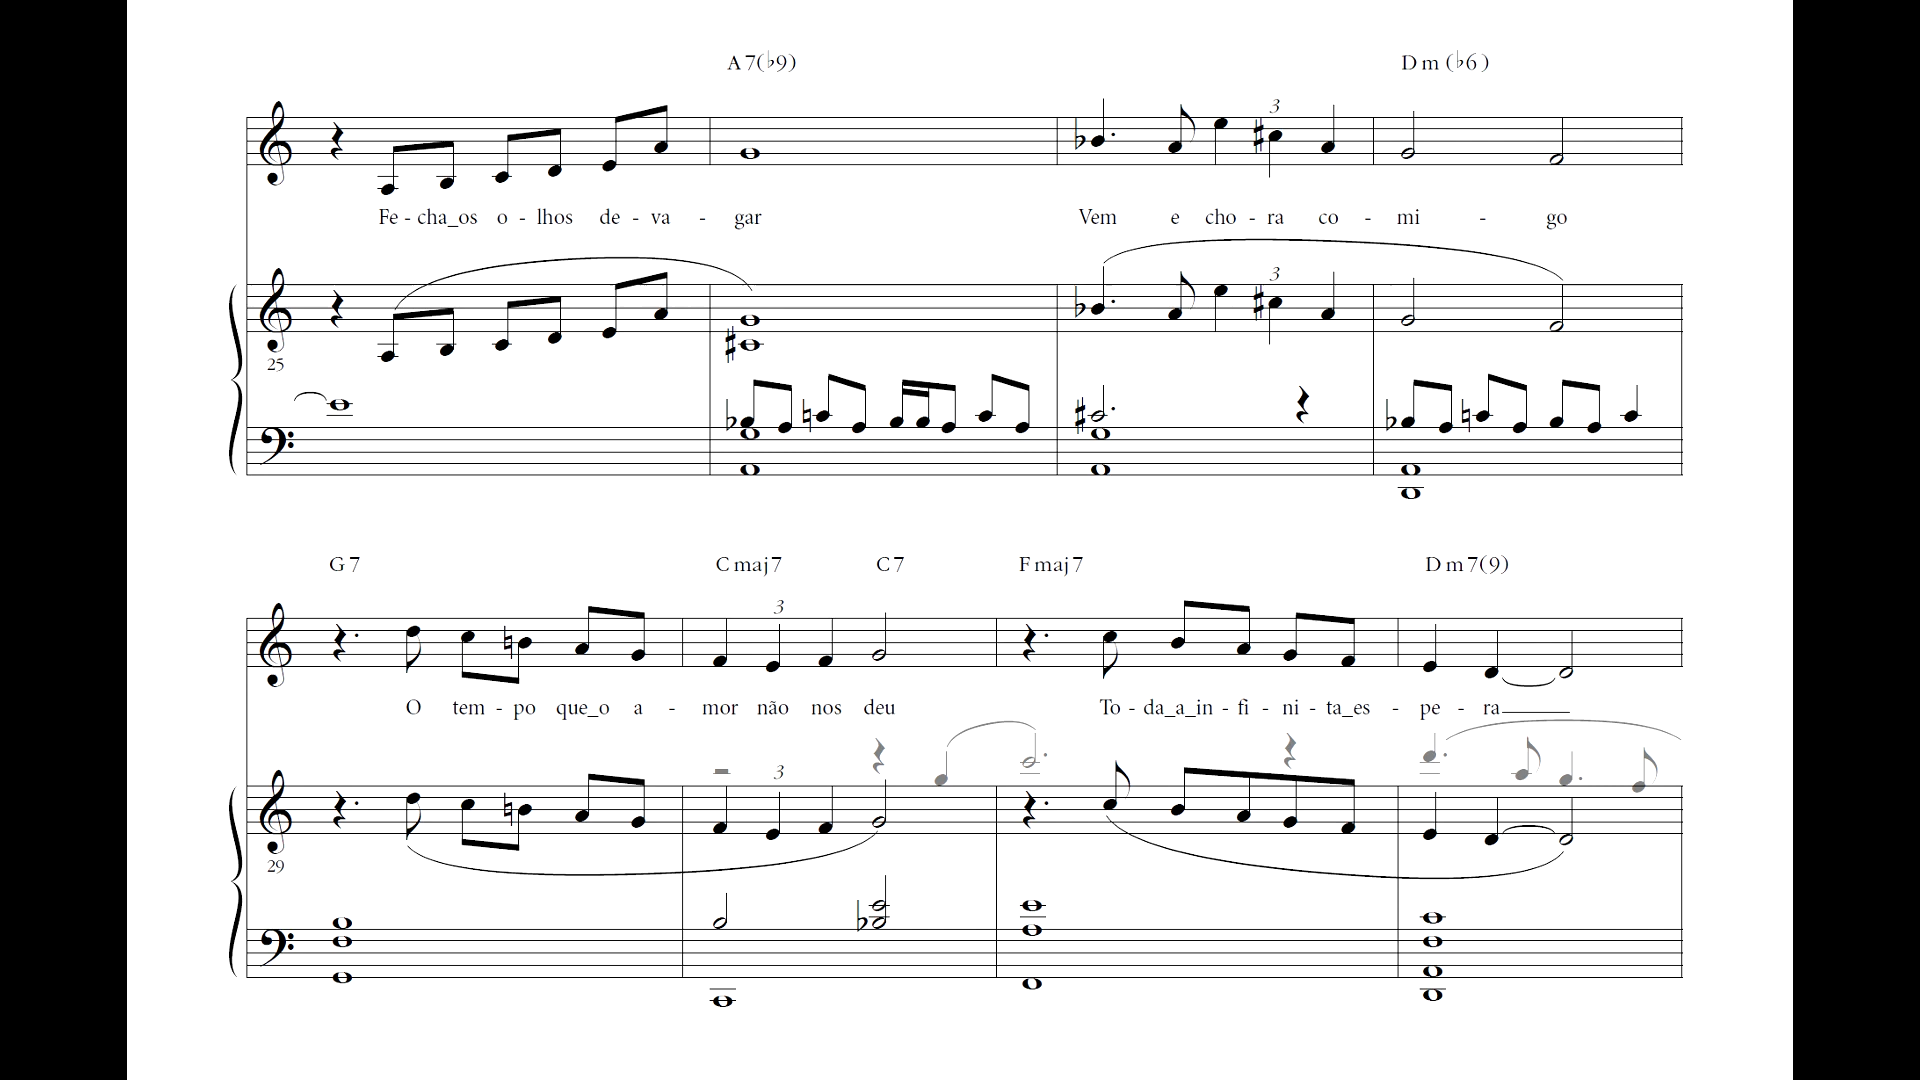 A7(♭9) Dm(♭6)
3
Fe - cha_os o - lhos de - va - gar Vem e cho - ra co - mi - go
3
25
G7 Cmaj7 C7 Fmaj7 Dm7(9)
3
O tem - po que_o a - mor não nos deu To - da_a_in - fi - ni - ta_es - pe - ra
3
29